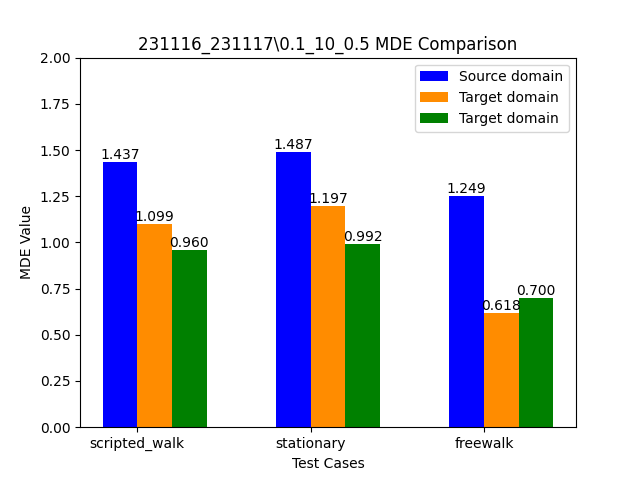 231116_231117\0.1_10_0.5 MDE Comparison
2.00
1.75
1.50
1.25
1.00
0.75
0.50
0.25
0.00
MDE Value
Source domain
Target domain
Target domain
1.437
1.099
0.960
1.487
1.197
0.992
1.249
0.618
0.700
scripted_walk
stationary
freewalk
Test Cases